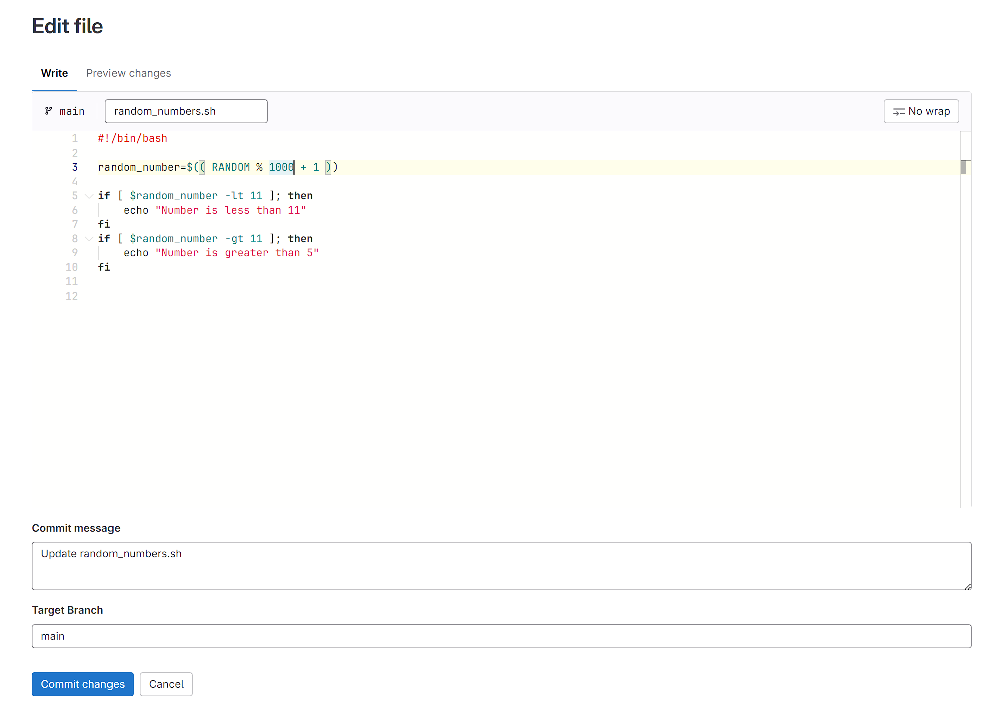 Edit file
Write Preview changes
main random_numbers.sh No wrap
1 #!/bin/bash
2
3 random_number=$(( RANDOM % 1000 + 1 ))
4
5 if [ $random_number -lt 11 ]; then
6     echo "Number is less than 11"
7 fi
8 if [ $random_number -gt 11 ]; then
9     echo "Number is greater than 5"
10 fi
11
12
Commit message
Update random_numbers.sh
Target Branch
main
Commit changes Cancel